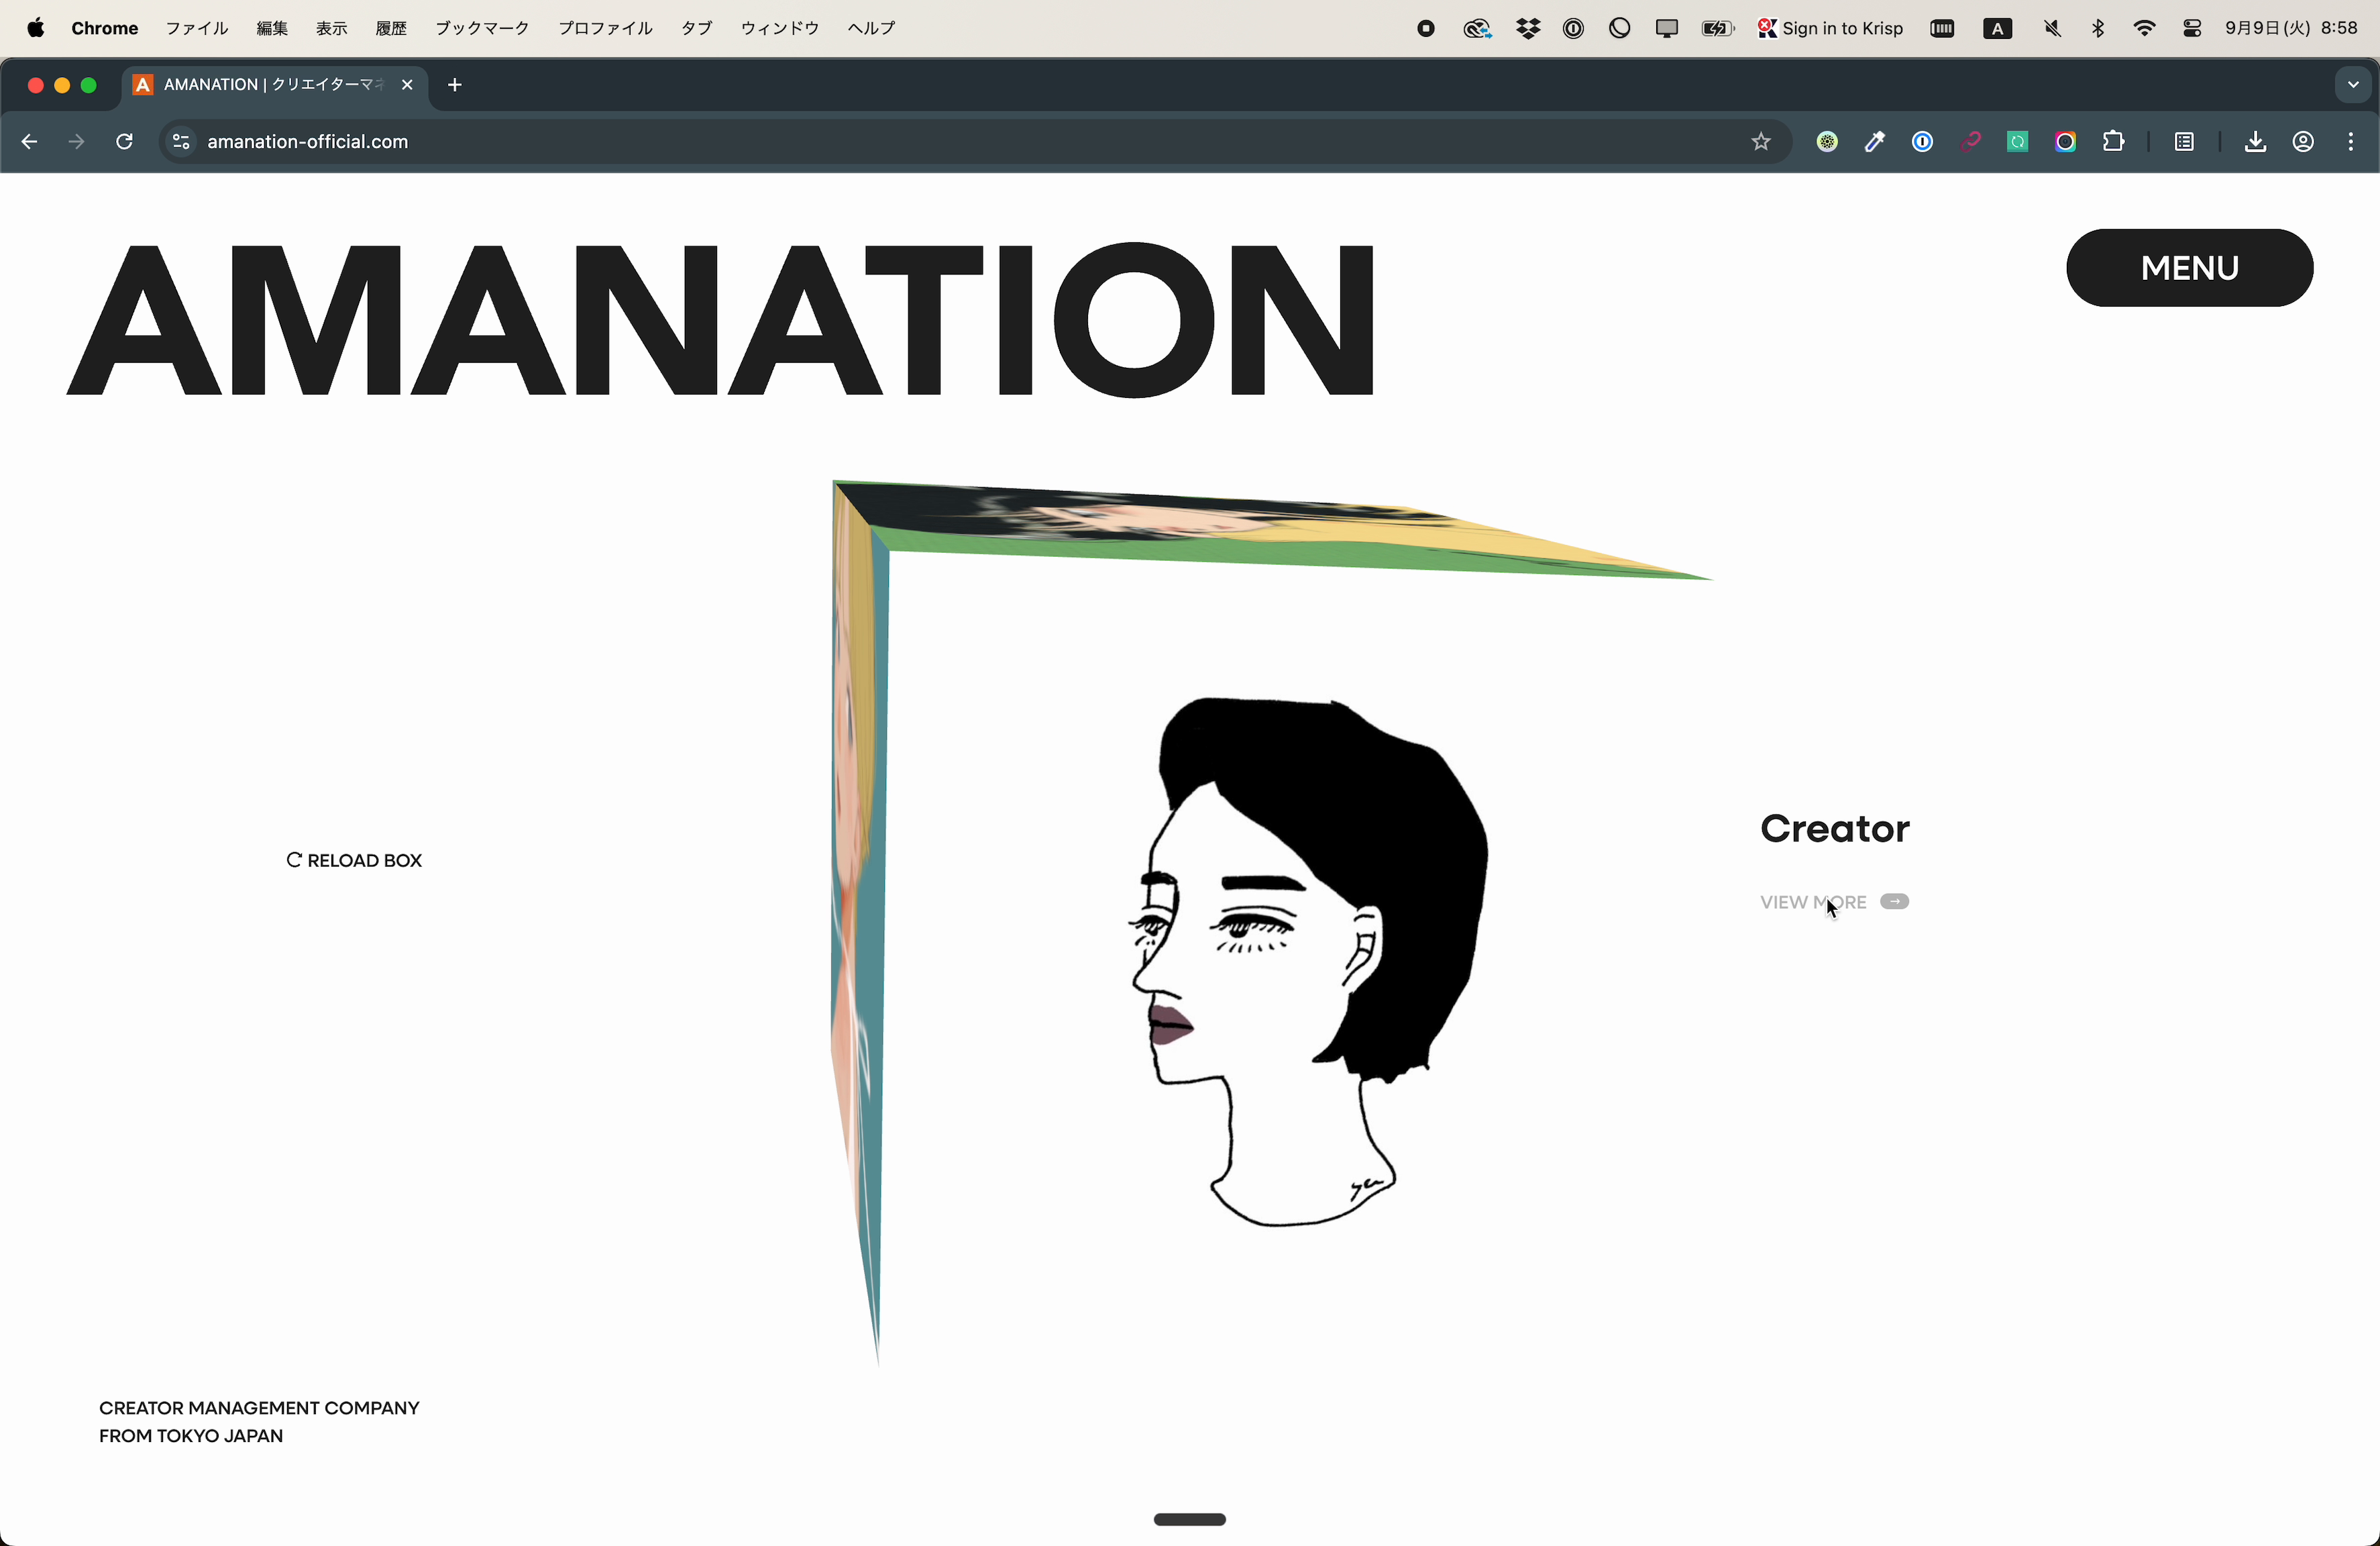 Chrome ファイル 編集 表示 履歴 ブックマーク プロファイル タブ ウィンドウ ヘルプ Sign in to Krisp A 9月9日(火) 8:58
A AMANATION | クリエイターマネ
amanation-official.com
AMANATION
MENU
Creator
RELOAD BOX
VIEW MORE
CREATOR MANAGEMENT COMPANY
FROM TOKYO JAPAN